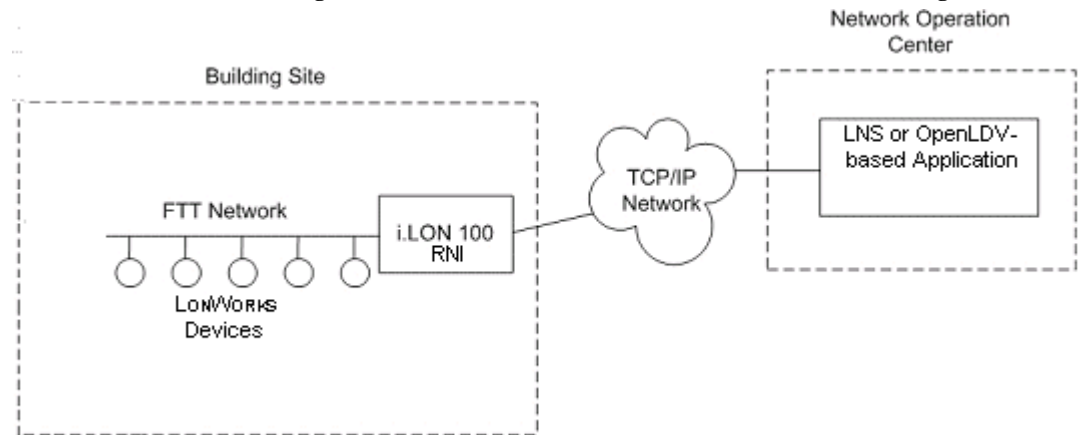 Network Operation
Center
Building Site
LNS or OpenLDV-
based Application
TCP/IP
Network
FTT Network
i.LON 100
RNI
LONWORKS
Devices